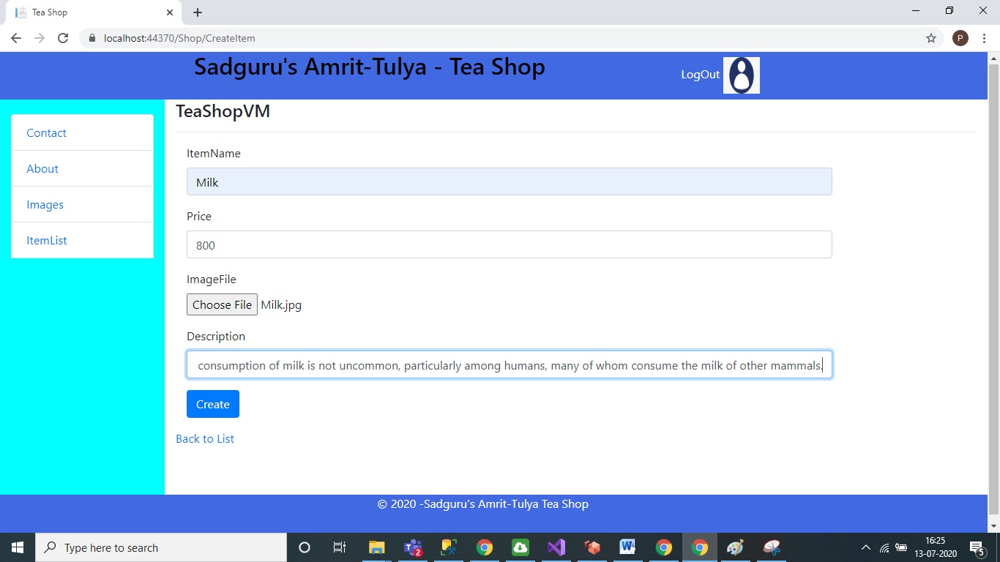 Tea Shop
localhost:44370/Shop/CreateItem
P
Sadguru's Amrit-Tulya - Tea Shop
LogOut
Contact
About
Images
ItemList
TeaShopVM
ItemName
Milk
Price
800
ImageFile
Choose File Milk.jpg
Description
consumption of milk is not uncommon, particularly among humans, many of whom consume the milk of other mammals.
Create
Back to List
© 2020 -Sadguru's Amrit-Tulya Tea Shop
Type here to search
2
W
16:25
13-07-2020
5